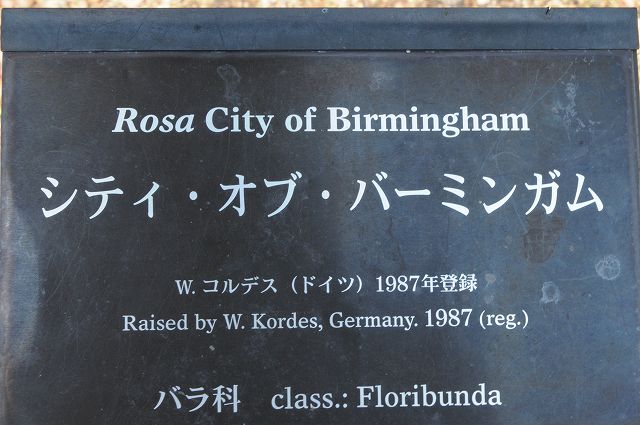 Rosa City of Birmingham
シティ・オブ・バーミンガム
W. コルデス（ドイツ）1987年登録
Raised by W. Kordes, Germany. 1987 (reg.)
バラ科 class.: Floribunda